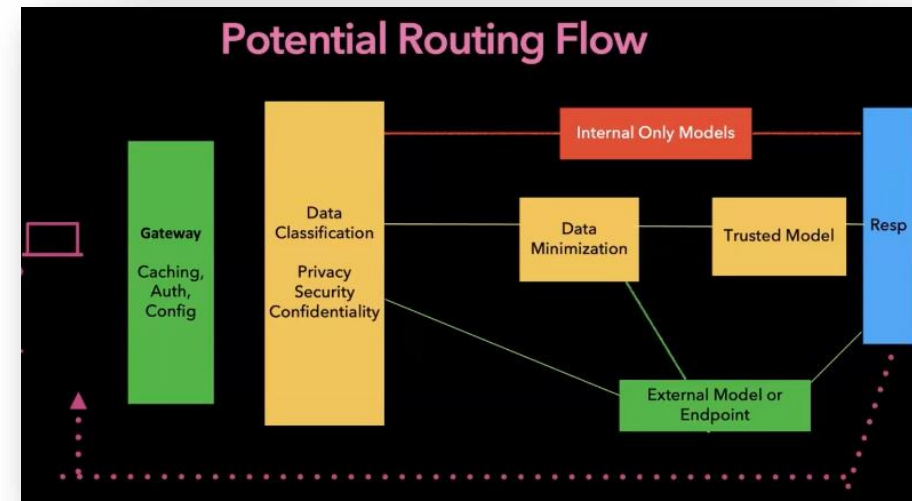 Potential Routing Flow
Gateway
Caching,
Auth,
Config
Data
Classification
Privacy
Security
Confidentiality
Internal Only Models
Data
Minimization
Trusted Model
External Model or
Endpoint
Resp